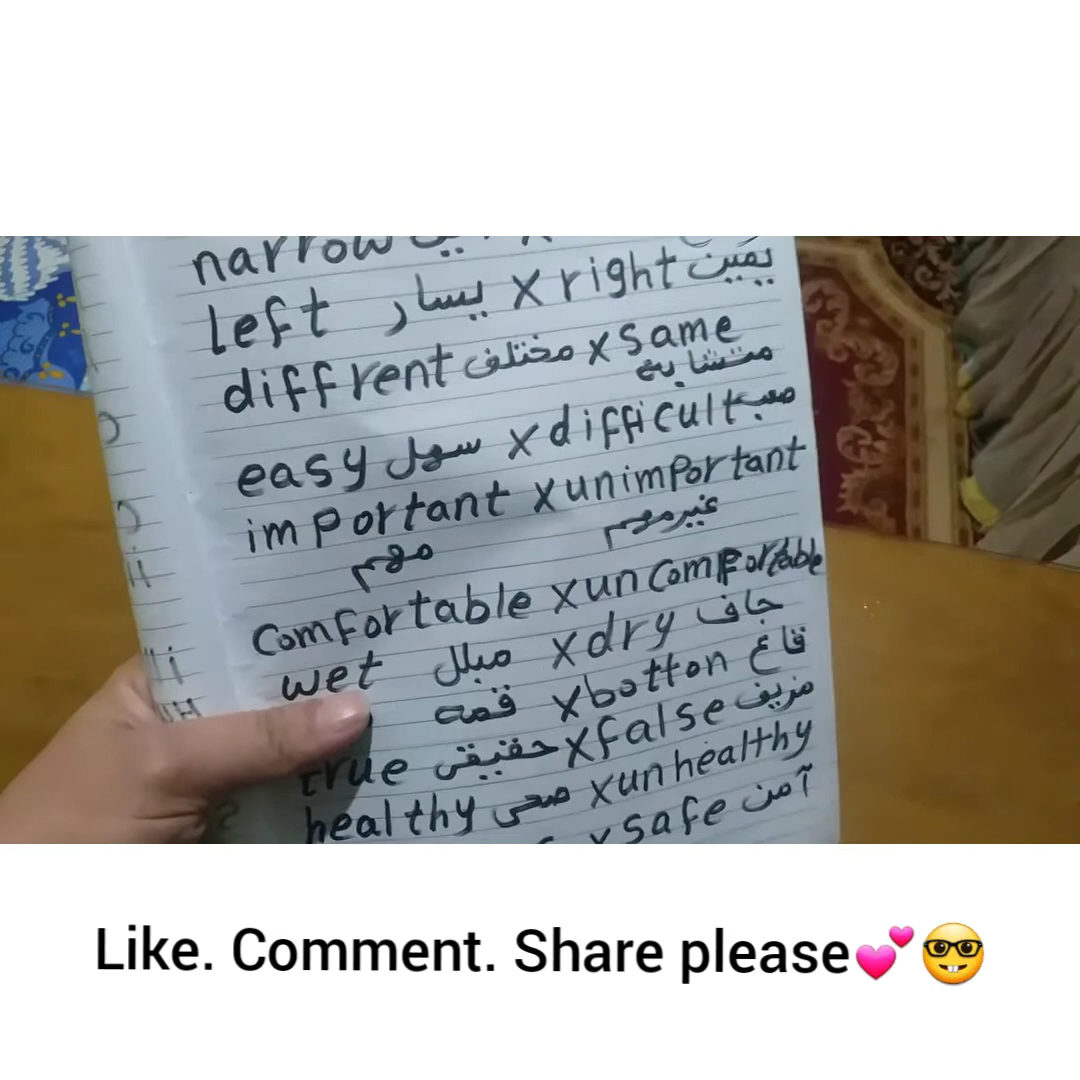 narrow
left يسار X right يمين
diffrent مختلف X same
متشابه
easy سهل X difficult صعب
important X unimportant
مهم غير مهم
comfortable X uncomfortable
wet مبلل X dry جاف
قمه X botton قاع
true حقيقي X false مزيف
healthy صحى X unhealthy
X safe آمن
Like. Comment. Share please💕🤓